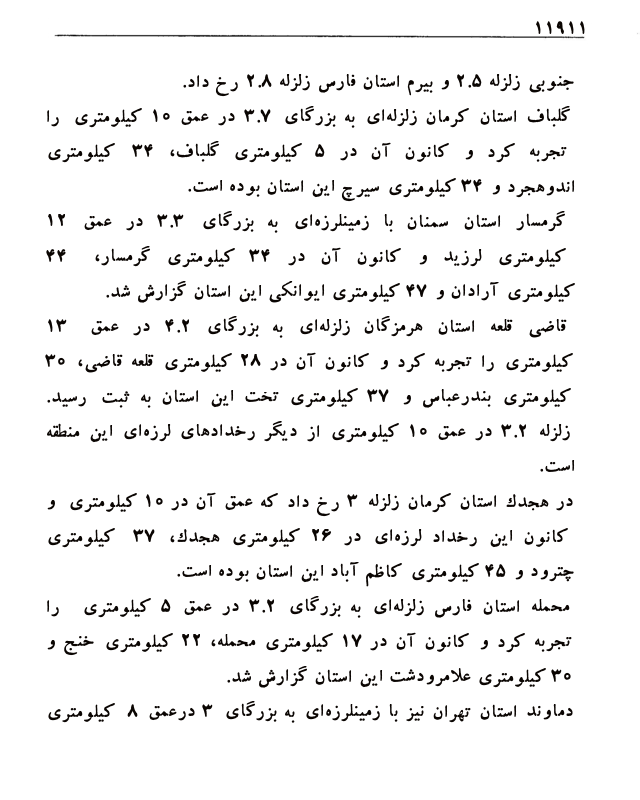 ۱۱۹۱۱
جنوبی زلزله ۲.۵ و بیرم استان فارس زلزله ۲.۸ رخ داد.
گلباف استان کرمان زلزله‌ای به بزرگای ۳.۷ در عمق ۱۰ کیلومتری را
تجربه کرد و کانون آن در ۵ کیلومتری گلباف، ۳۴ کیلومتری
اندوهجرد و ۳۴ کیلومتری سیرچ این استان بوده است.
گرمسار استان سمنان با زمینلرزه‌ای به بزرگای ۳.۳ در عمق ۱۲
کیلومتری لرزید و کانون آن در ۳۴ کیلومتری گرمسار، ۴۴
کیلومتری آرادان و ۴۷ کیلومتری ایوانکی این استان گزارش شد.
قاضی قلعه استان هرمزگان زلزله‌ای به بزرگای ۴.۲ در عمق ۱۳
کیلومتری را تجربه کرد و کانون آن در ۲۸ کیلومتری قلعه قاضی، ۳۰
کیلومتری بندرعباس و ۳۷ کیلومتری تخت این استان به ثبت رسید.
زلزله ۳.۲ در عمق ۱۰ کیلومتری از دیگر رخدادهای لرزه‌ای این منطقه
است.
در هجدك استان کرمان زلزله ۳ رخ داد که عمق آن در ۱۰ کیلومتری و
کانون این رخداد لرزه‌ای در ۲۶ کیلومتری هجدك، ۳۷ کیلومتری
چترود و ۴۵ کیلومتری کاظم آباد این استان بوده است.
محمله استان فارس زلزله‌ای به بزرگای ۳.۲ در عمق ۵ کیلومتری را
تجربه کرد و کانون آن در ۱۷ کیلومتری محمله، ۲۲ کیلومتری خنج و
۳۰ کیلومتری علامرودشت این استان گزارش شد.
دماوند استان تهران نیز با زمینلرزه‌ای به بزرگای ۳ درعمق ۸ کیلومتری